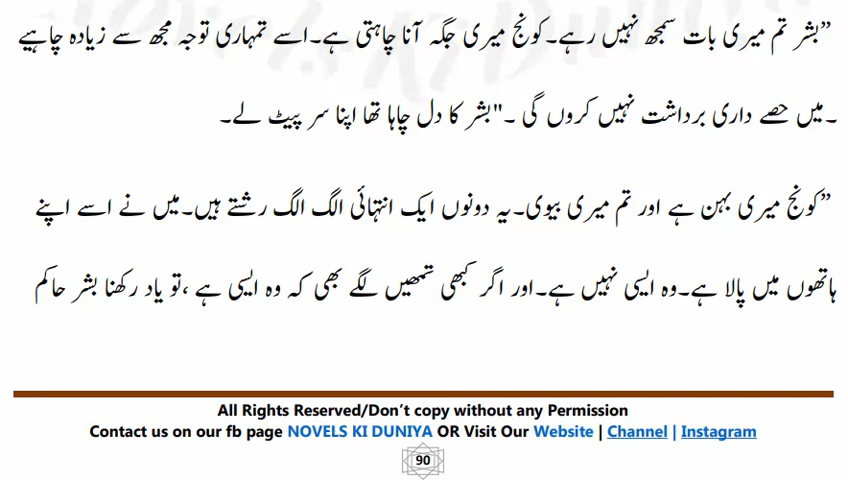 ”بشر تم میری بات سمجھ نہیں رہے۔کونج میری جگہ آنا چاہتی ہے۔اسے تمہاری توجہ مجھ سے زیادہ چاہیے
۔میں حصے داری برداشت نہیں کروں گی ۔"بشر کا دل چاہا تھا اپنا سر پیٹ لے۔
”کونج میری بہن ہے اور تم میری بیوی۔یہ دونوں ایک انتہائی الگ الگ رشتے ہیں۔میں نے اسے اپنے
ہاتھوں میں پالا ہے۔وہ ایسی نہیں ہے۔اور اگر کبھی تمھیں لگے بھی کہ وہ ایسی ہے ،تو یاد رکھنا بشر حاکم
All Rights Reserved/Don’t copy without any Permission
Contact us on our fb page NOVELS KI DUNIYA OR Visit Our Website | Channel | Instagram
90